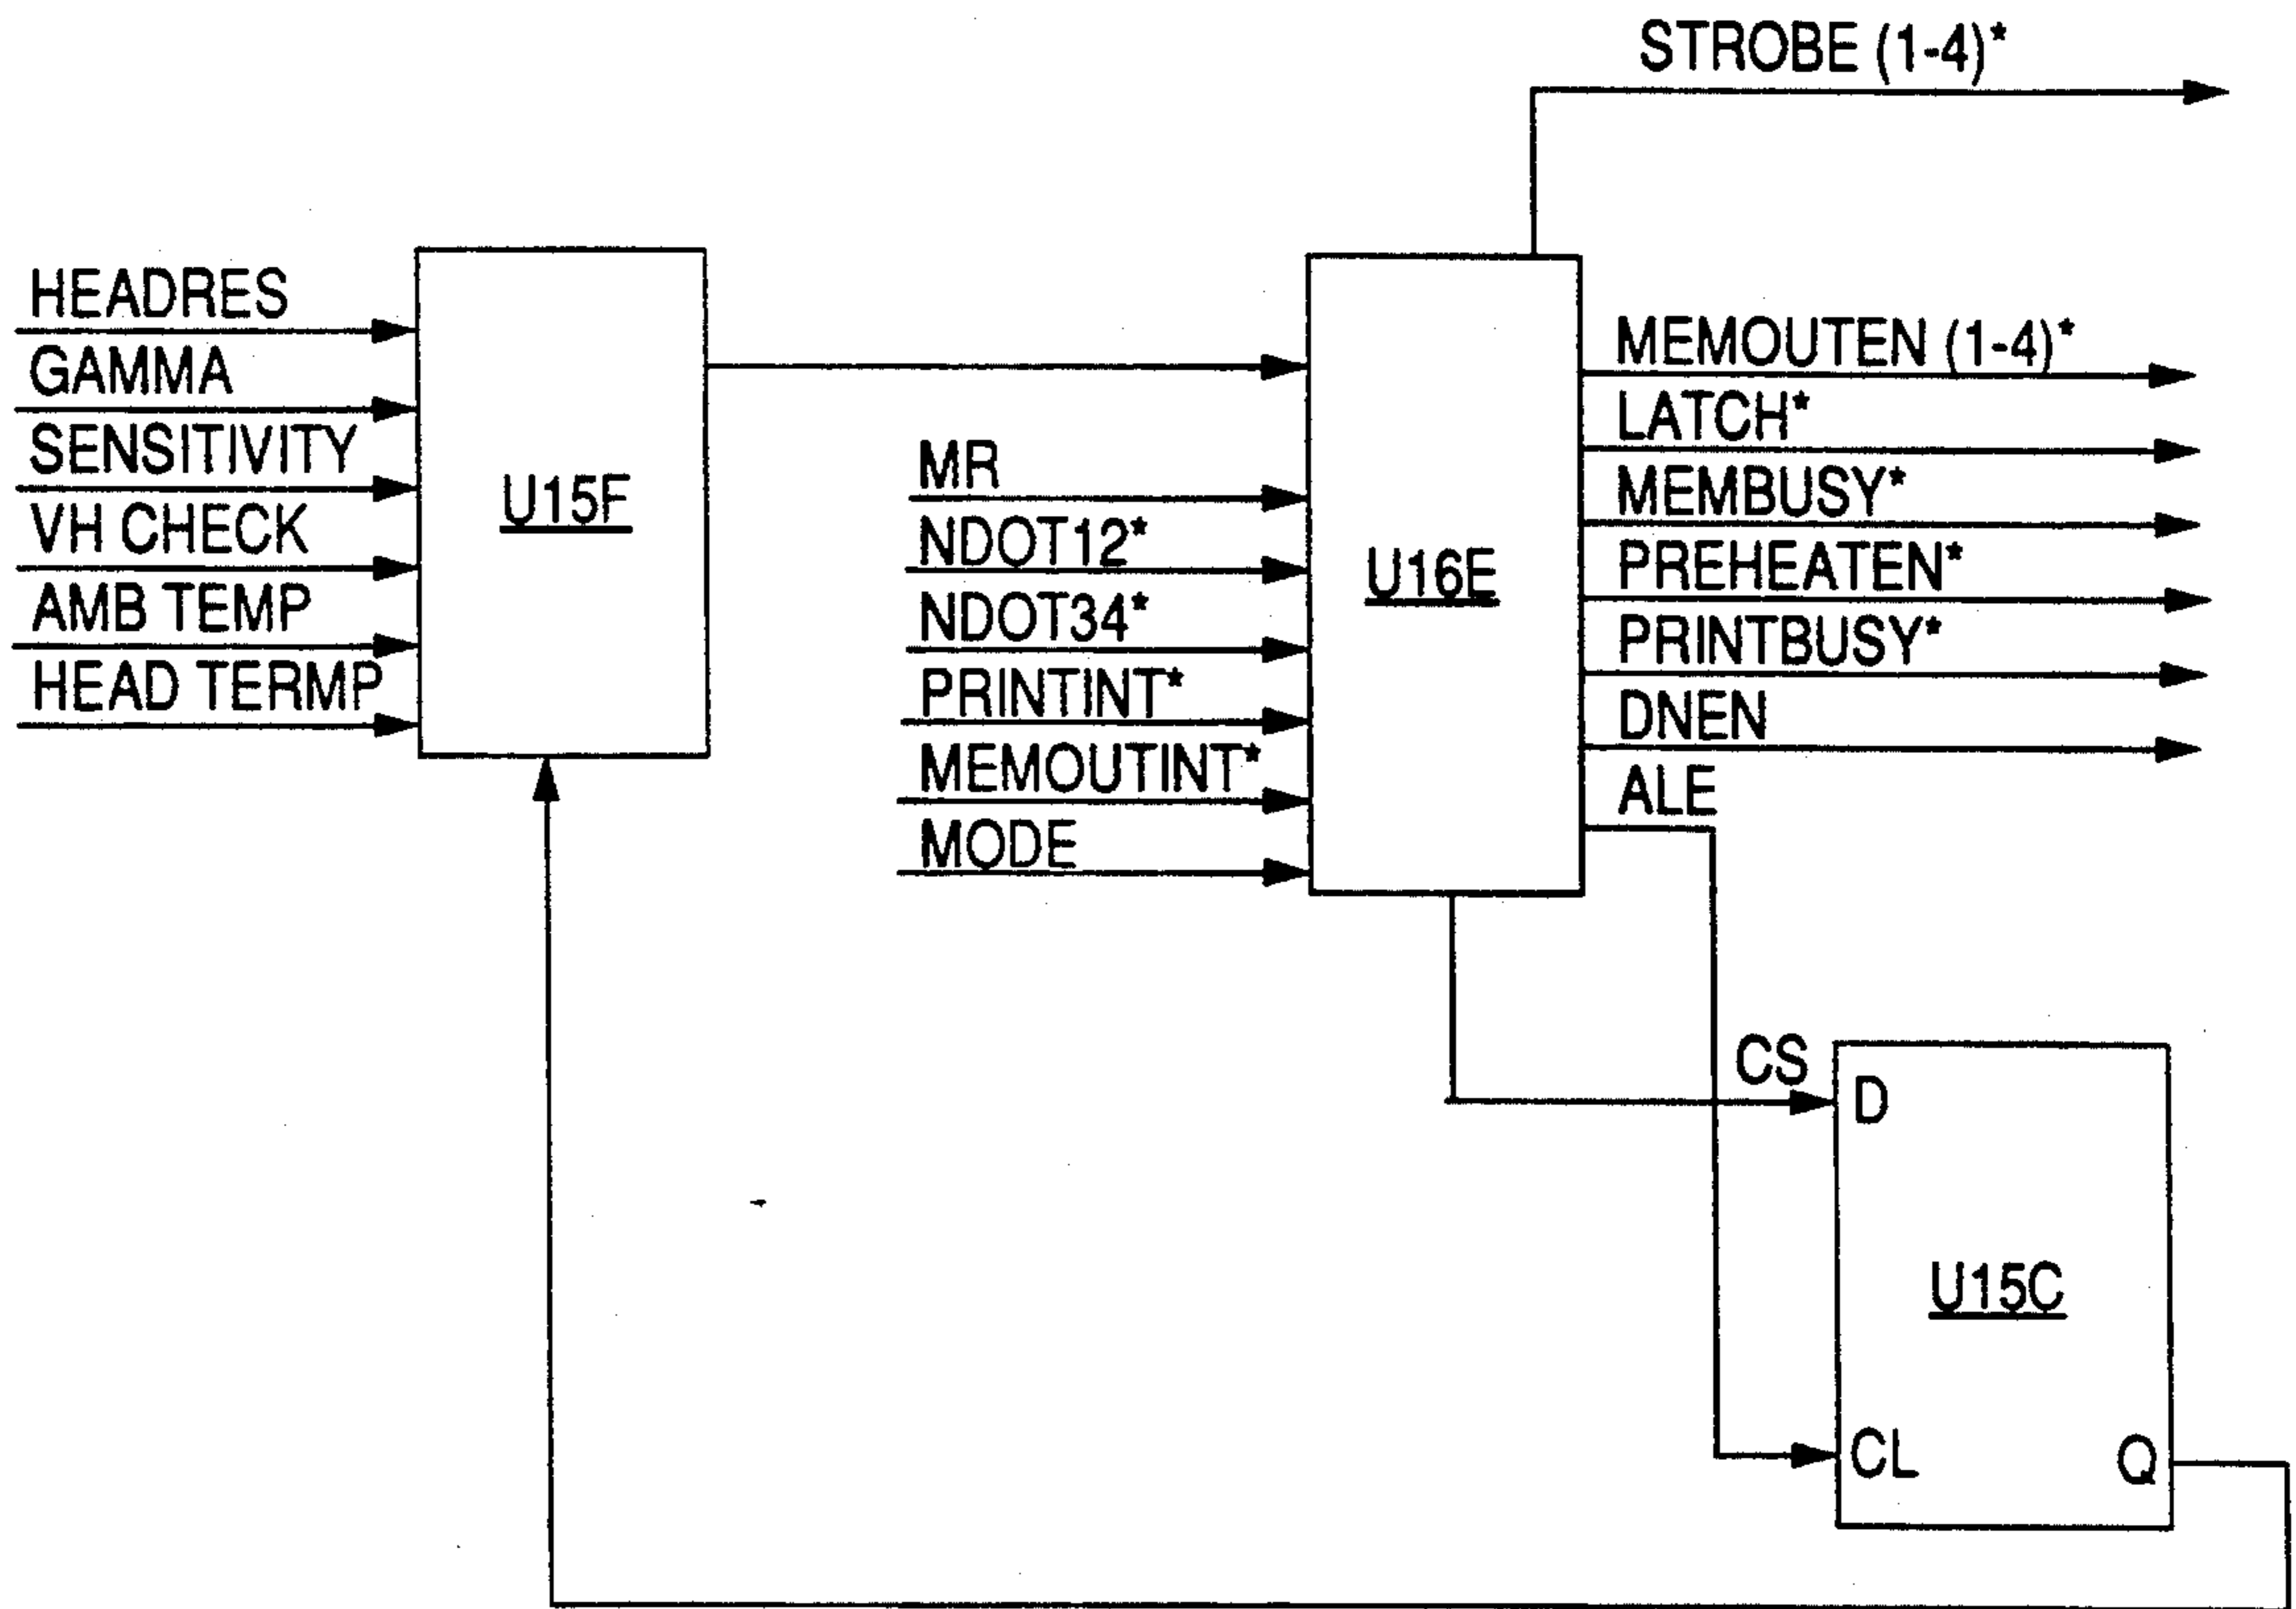 STROBE (1-4)*
HEADRES
GAMMA
SENSITIVITY
VH CHECK
AMB TEMP
HEAD TERMP
U15F
MR
NDOT12*
NDOT34*
PRINTINT*
MEMOUTINT*
MODE
U16E
MEMOUTEN (1-4)*
LATCH*
MEMBUSY*
PREHEATEN*
PRINTBUSY*
DNEN
ALE
CS
D
U15C
CL
Q